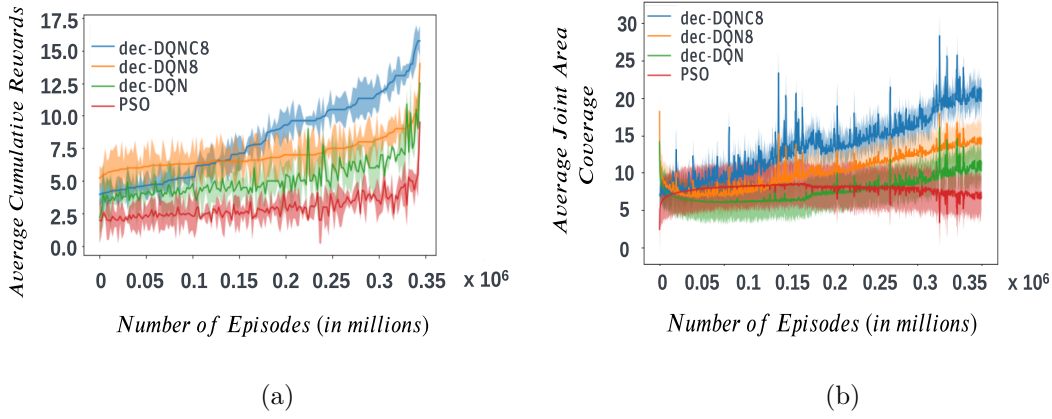 17.5
15.0
12.5
10.0
7.5
5.0
2.5
0.0
Average Cumulative Rewards
dec-DQNC8
dec-DQN8
dec-DQN
PSO
0 0.05 0.1 0.15 0.2 0.25 0.3 0.35 x 10^6
Number of Episodes (in millions)
(a)
30
25
20
15
10
5
0
Average Joint Area
Coverage
dec-DQNC8
dec-DQN8
dec-DQN
PSO
0 0.05 0.1 0.15 0.2 0.25 0.3 0.35 x 10^6
Number of Episodes (in millions)
(b)